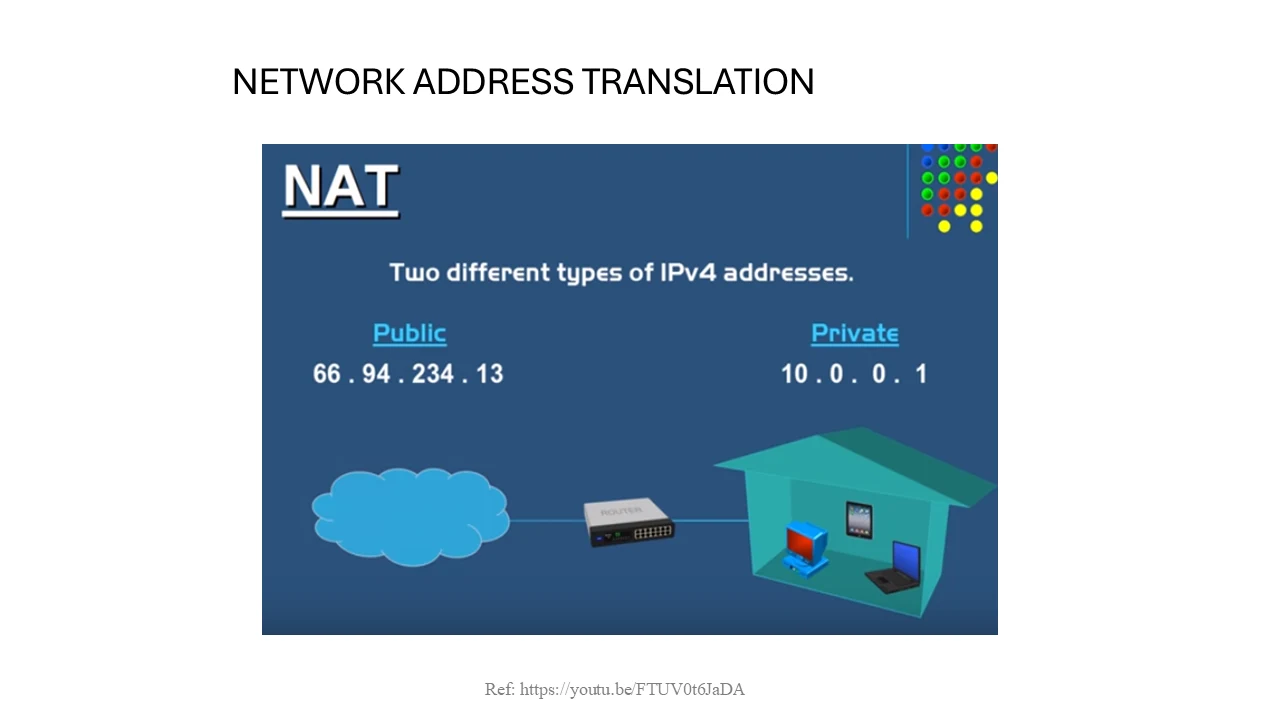 NETWORK ADDRESS TRANSLATION
NAT
Two different types of IPv4 addresses.
Public
Private
66 . 94 . 234 . 13
10 . 0 . 0 . 1
ROUTER
Ref: https://youtu.be/FTUV0t6JaDA